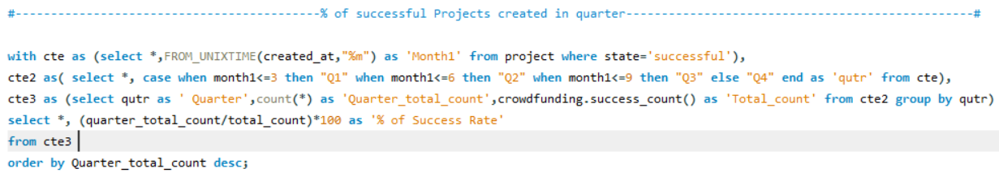 #-------------------------------------------% of successful Projects created in quarter------------------------------------------------#
with cte as (select *,FROM_UNIXTIME(created_at,"%m") as 'Month1' from project where state='successful'),
cte2 as( select *, case when month1<=3 then "Q1" when month1<=6 then "Q2" when month1<=9 then "Q3" else "Q4" end as 'qutr' from cte),
cte3 as (select qutr as ' Quarter',count(*) as 'Quarter_total_count',crowdfunding.success_count() as 'Total_count' from cte2 group by qutr)
select *, (quarter_total_count/total_count)*100 as '% of Success Rate'
from cte3
order by Quarter_total_count desc;